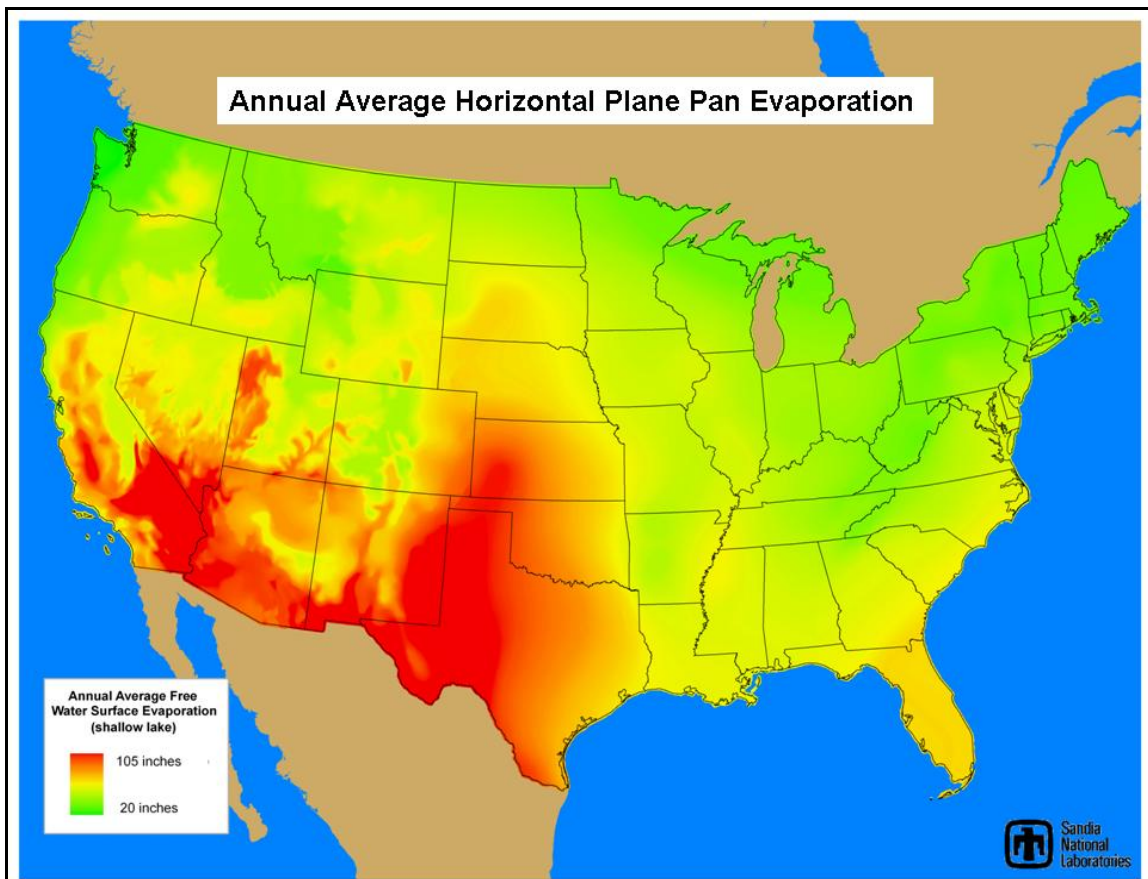 Annual Average Horizontal Plane Pan Evaporation
Annual Average Free
Water Surface Evaporation
(shallow lake)
105 inches
20 inches
Sandia
National
Laboratories